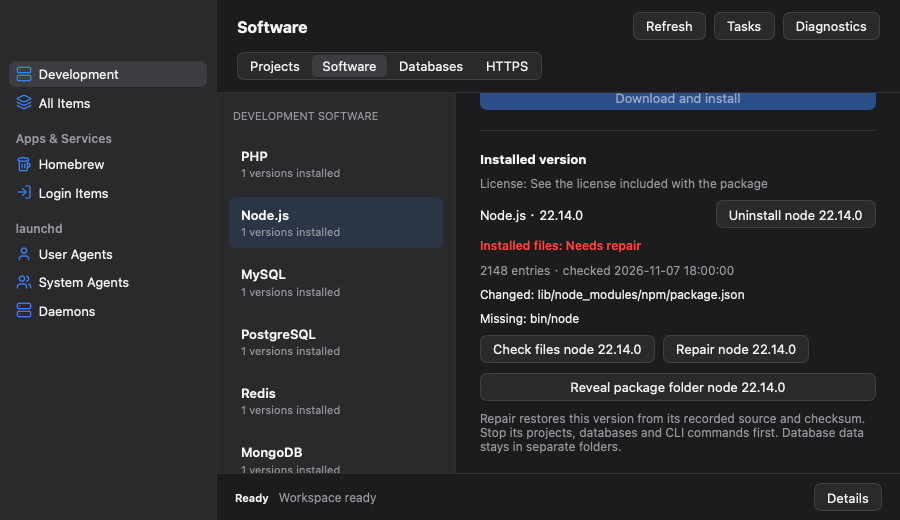 Software
Refresh
Tasks
Diagnostics
Projects
Software
Databases
HTTPS
Development
All Items
Apps & Services
Homebrew
Login Items
launchd
User Agents
System Agents
Daemons
DEVELOPMENT SOFTWARE
PHP
1 versions installed
Node.js
1 versions installed
MySQL
1 versions installed
PostgreSQL
1 versions installed
Redis
1 versions installed
MongoDB
1 versions installed
Download and install
Installed version
License: See the license included with the package
Node.js · 22.14.0
Uninstall node 22.14.0
Installed files: Needs repair
2148 entries · checked 2026-11-07 18:00:00
Changed: lib/node_modules/npm/package.json
Missing: bin/node
Check files node 22.14.0
Repair node 22.14.0
Reveal package folder node 22.14.0
Repair restores this version from its recorded source and checksum.
Stop its projects, databases and CLI commands first. Database data
stays in separate folders.
Ready
Workspace ready
Details